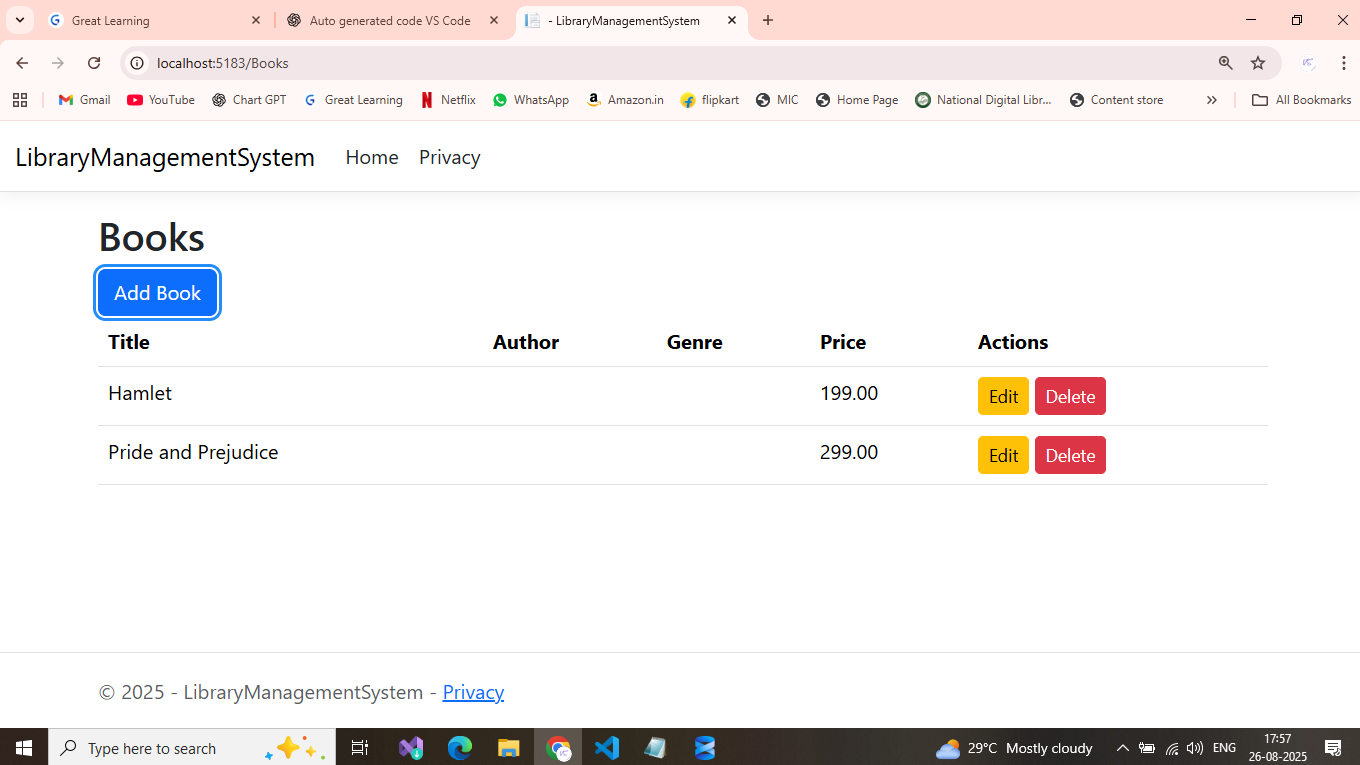 Great Learning
Auto generated code VS Code
- LibraryManagementSystem
localhost:5183/Books
Gmail YouTube Chart GPT Great Learning Netflix WhatsApp Amazon.in flipkart MIC Home Page National Digital Libr... Content store » All Bookmarks
LibraryManagementSystem Home Privacy
Books
Add Book
Title Author Genre Price Actions
Hamlet 199.00 Edit Delete
Pride and Prejudice 299.00 Edit Delete
© 2025 - LibraryManagementSystem - Privacy
Type here to search
29°C Mostly cloudy
ENG
17:57
26-08-2025